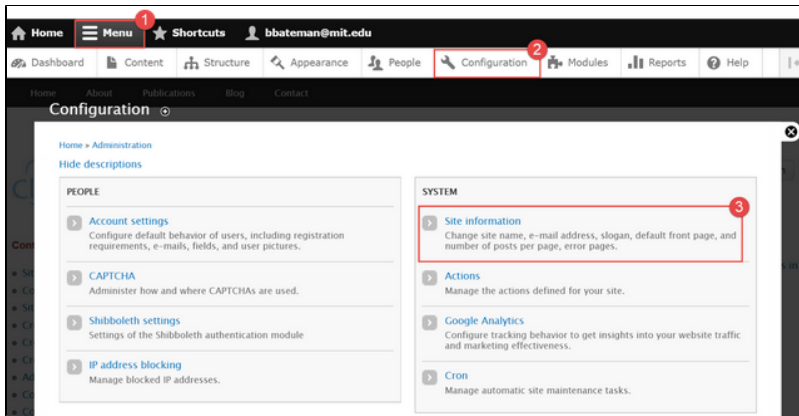 1
Home Menu Shortcuts bbateman@mit.edu
2
Dashboard Content Structure Appearance People Configuration Modules Reports Help
Home About Publications Blog Contact
Configuration
Home » Administration
Hide descriptions
PEOPLE
Account settings
Configure default behavior of users, including registration
requirements, e-mails, fields, and user pictures.
CAPTCHA
Administer how and where CAPTCHAs are used.
Shibboleth settings
Settings of the Shibboleth authentication module
IP address blocking
Manage blocked IP addresses.
SYSTEM
3
Site information
Change site name, e-mail address, slogan, default front page, and
number of posts per page, error pages.
Actions
Manage the actions defined for your site.
Google Analytics
Configure tracking behavior to get insights into your website traffic
and marketing effectiveness.
Cron
Manage automatic site maintenance tasks.